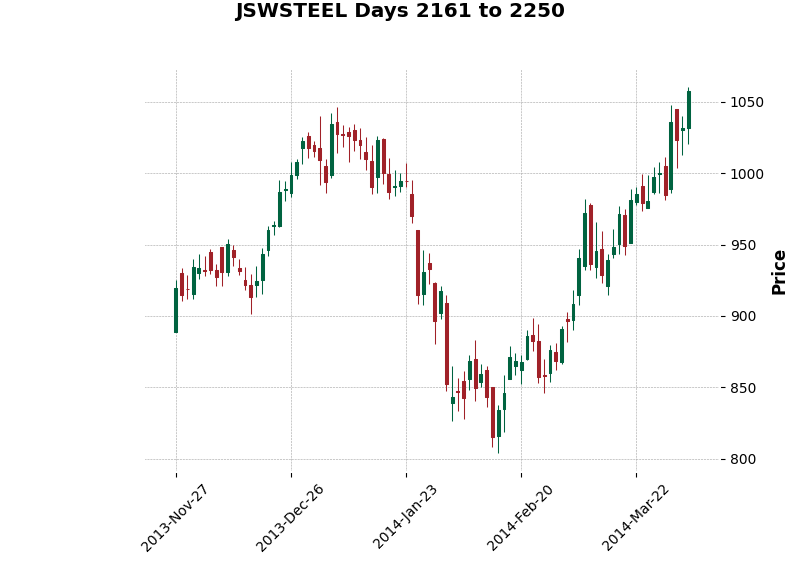 JSWSTEEL Days 2161 to 2250
1050
1000
950
900
850
800
Price
2013-Nov-27
2013-Dec-26
2014-Jan-23
2014-Feb-20
2014-Mar-22